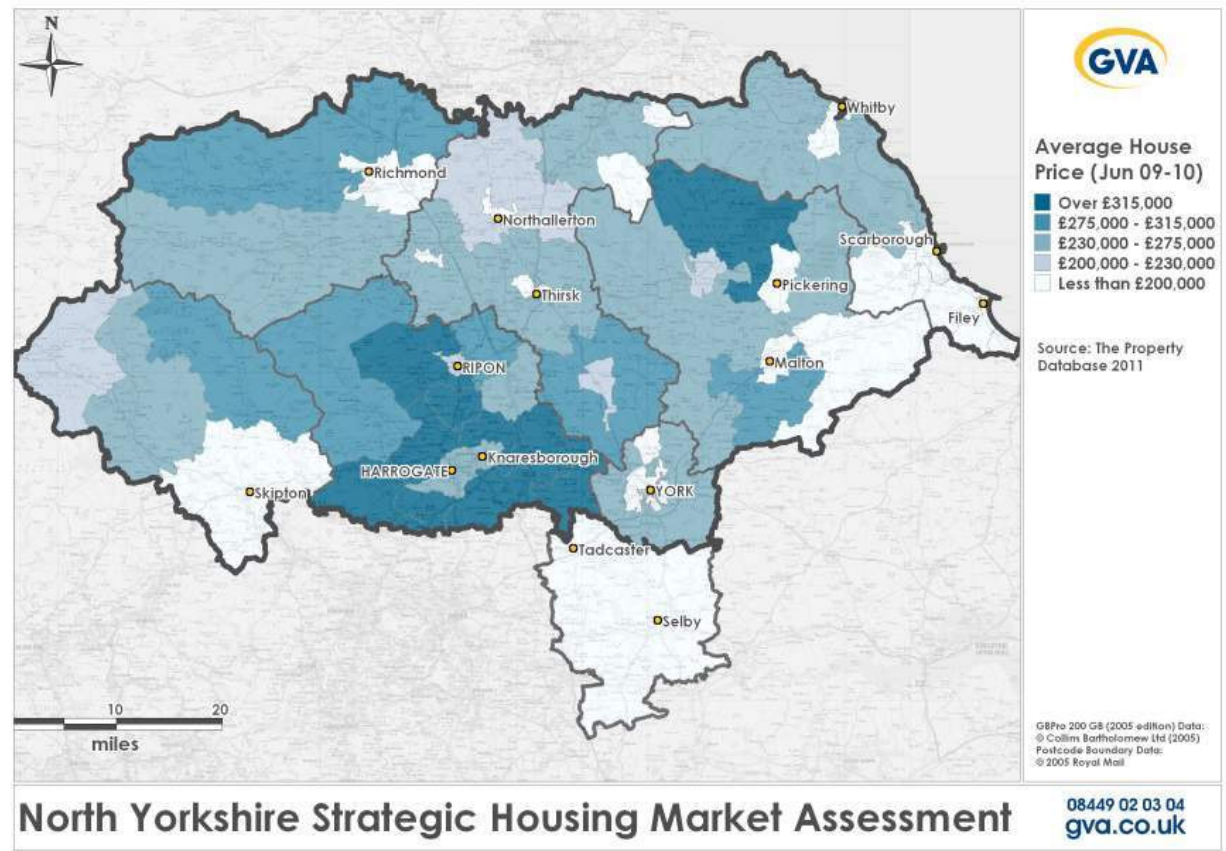 N
GVA
Whitby
Average House
Price (Jun 09-10)
Over £315,000
£275,000 - £315,000
£230,000 - £275,000
£200,000 - £230,000
Less than £200,000
Richmond
Northallerton
Scarborough
Pickering
Thirsk
Filey
Source: The Property
Database 2011
Malton
RIPON
Knaresborough
HARROGATE
Skipton
YORK
Tadcaster
Selby
10 20
miles
GBPro 200 GB (2005 edition) Data:
© Collins Bartholomew Ltd (2005)
Postcode Boundary Data:
© 2005 Royal Mail
North Yorkshire Strategic Housing Market Assessment
08449 02 03 04
gva.co.uk